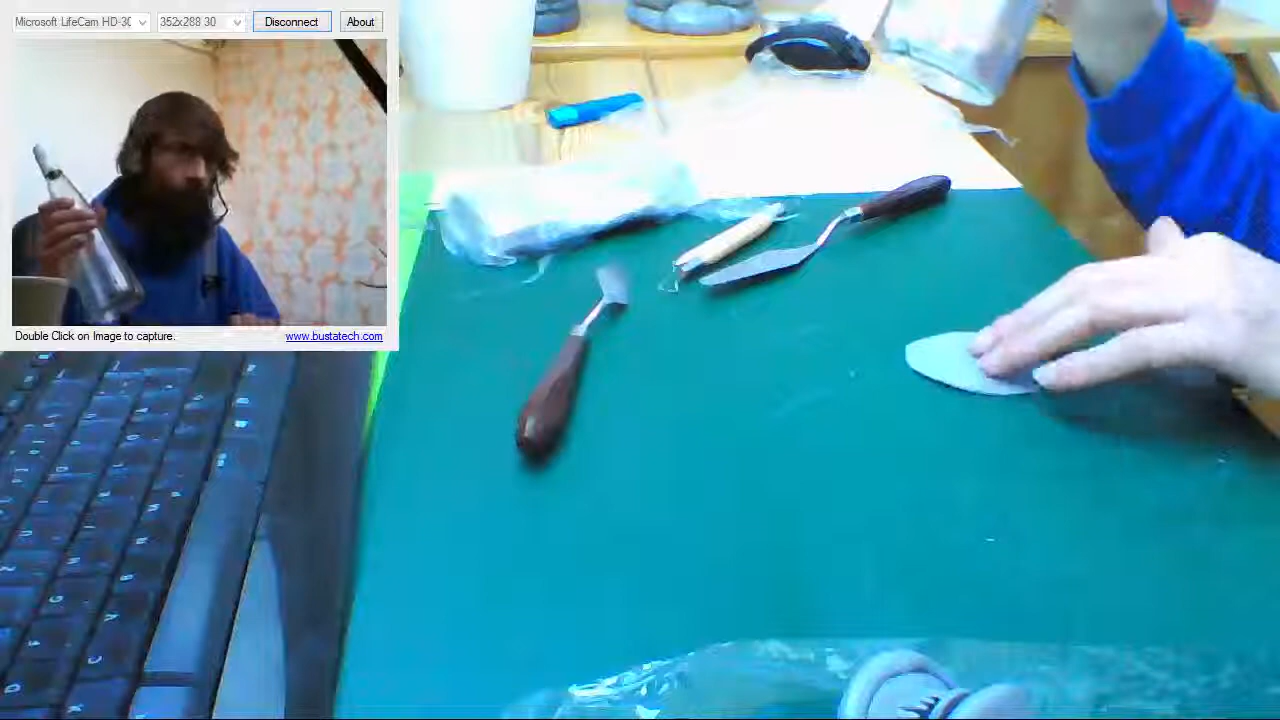 Microsoft LifeCam HD-30
352x288 30
Disconnect
About
Double Click on Image to capture.
www.bustatech.com